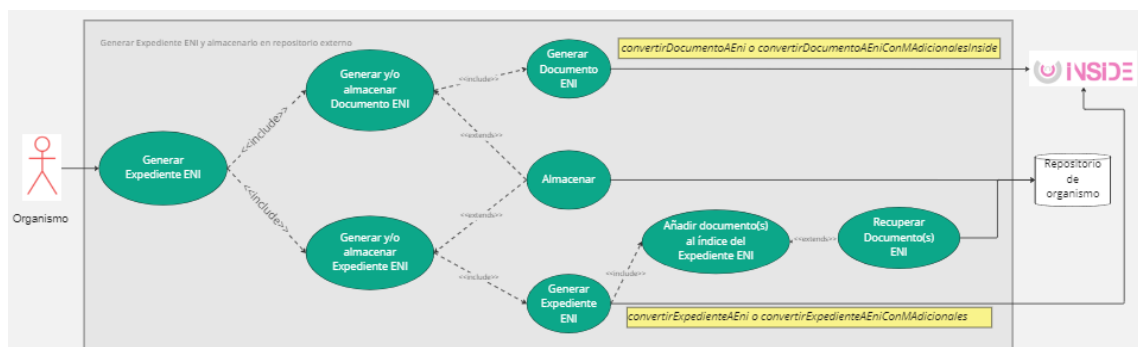 Generar Expediente ENI y almacenarlo en repositorio externo
Generar
Documento
ENI
convertirDocumentoAEni o convertirDocumentoAEniConMAdicionalesInside
INSIDE
Generar y/o
almacenar
Documento ENI
<<include>>
<<include>>
<<extends>>
Generar
Expediente ENI
Organismo
Almacenar
Repositorio
de
organismo
<<include>>
<<extends>>
Generar y/o
almacenar
Expediente ENI
Añadir documento(s)
al índice del
Expediente ENI
<<extends>>
Recuperar
Documento(s)
ENI
<<include>>
<<include>>
Generar
Expediente
ENI
convertirExpedienteAEni o convertirExpedienteAEniConMAdicionales